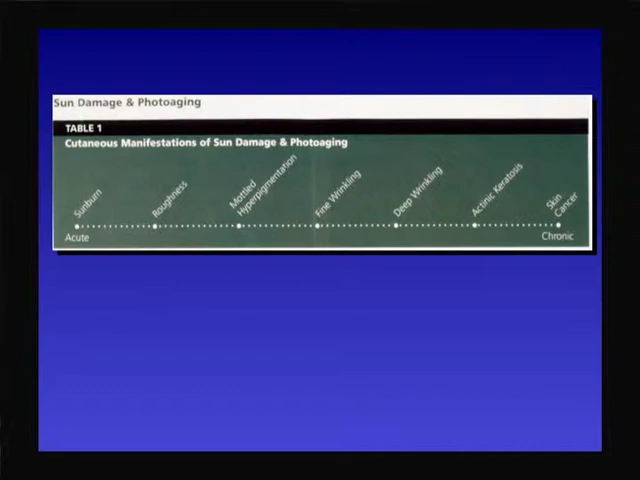 Sun Damage & Photoaging
TABLE 1
Cutaneous Manifestations of Sun Damage & Photoaging
Sunburn
Roughness
Mottled
Hyperpigmentation
Fine Wrinkling
Deep Wrinkling
Actinic Keratosis
Skin
Cancer
Acute
Chronic